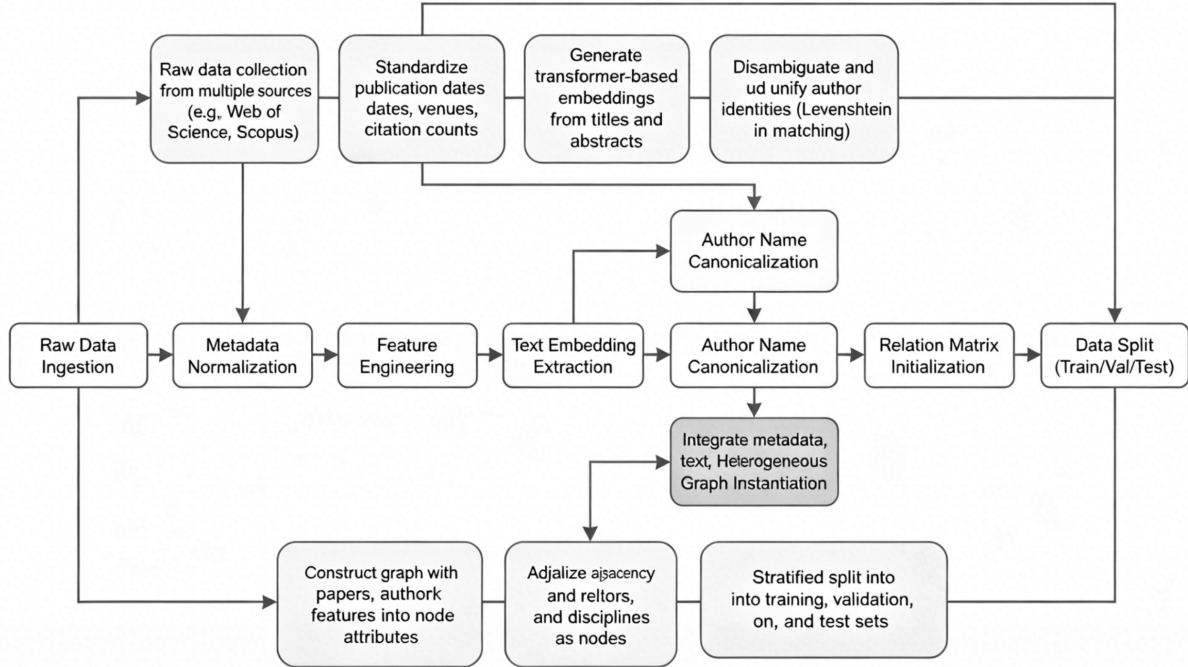 Raw data collection
from multiple sources
(e.g., Web of
Science, Scopus)
Standardize
publication dates
dates, venues,
citation counts
Generate
transformer-based
embeddings
from titles and
abstracts
Disambiguate and
ud unify author
identities (Levenshtein
in matching)
Author Name
Canonicalization
Raw Data
Ingestion
Metadata
Normalization
Feature
Engineering
Text Embedding
Extraction
Author Name
Canonicalization
Relation Matrix
Initialization
Data Split
(Train/Val/Test)
Integrate metadata,
text, Heterogeneous
Graph Instantiation
Construct graph with
papers, authork
features into node
attributes
Adjalize ajsacency
and reltors,
and disciplines
as nodes
Stratified split into
into training, validation,
on, and test sets